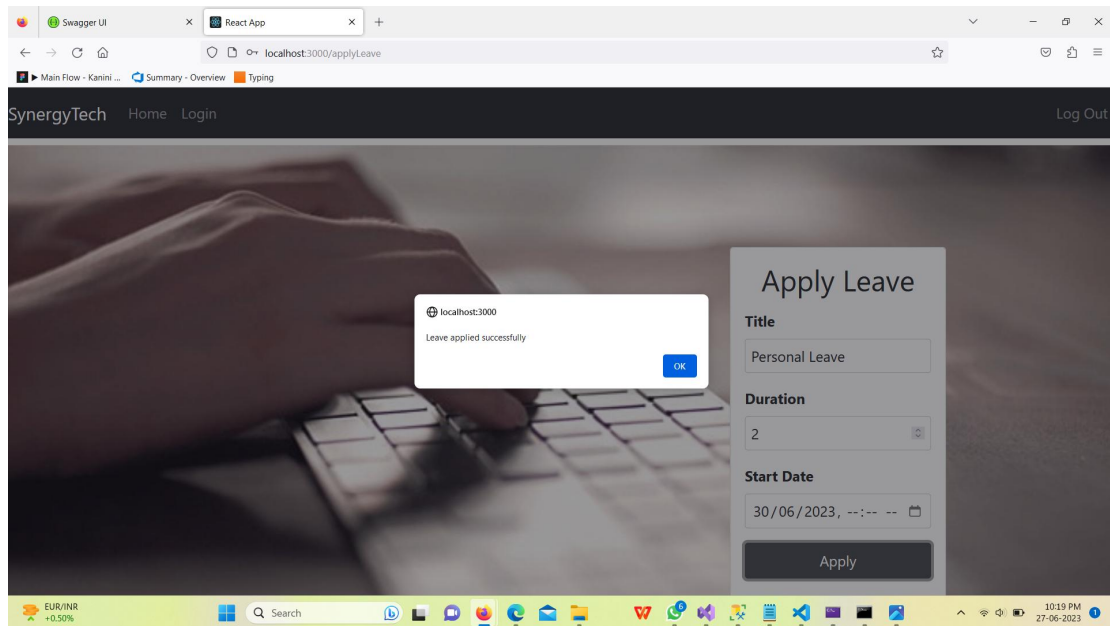 Swagger UI
React App
localhost:3000/applyLeave
Main Flow - Kanini ...
Summary - Overview
Typing
SynergyTech
Home
Login
Log Out
localhost:3000
Leave applied successfully
OK
Apply Leave
Title
Personal Leave
Duration
2
Start Date
30/06/2023, --:-- --
Apply
EUR/INR
+0.50%
Search
10:19 PM
27-06-2023
1